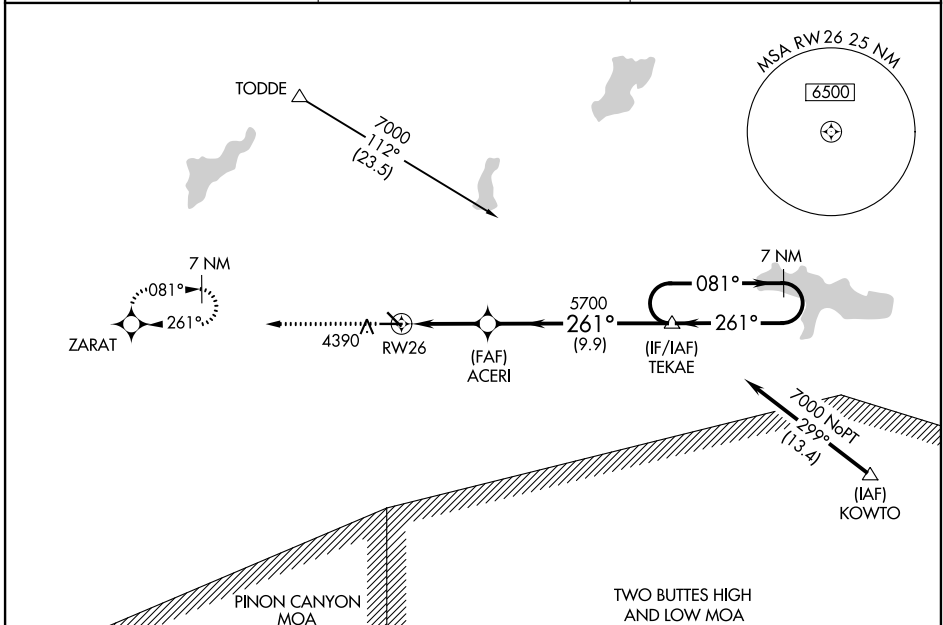 MSA RW26 25 NM
6500
TODDE
7000
112°
(23.5)
7 NM
081°
261°
ZARAT
4390
RW26
(FAF)
ACERI
5700
261°
(9.9)
7 NM
081°
261°
(IF/IAF)
TEKAE
7000 NoPT
299°
(13.4)
(IAF)
KOWTO
PINON CANYON
MOA
TWO BUTTES HIGH
AND LOW MOA